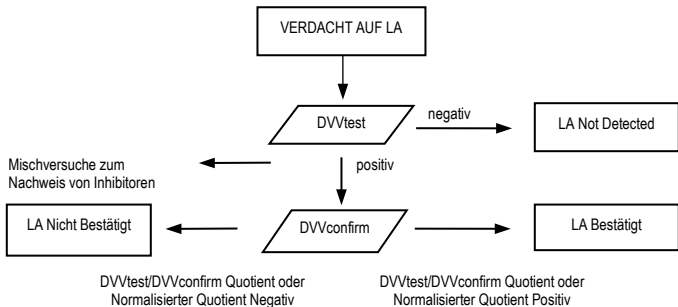 VERDACHT AUF LA
DVVtest
negativ
LA Not Detected
Mischversuche zum
Nachweis von Inhibitoren
positiv
LA Nicht Bestätigt
DVVconfirm
LA Bestätigt
DVVtest/DVVconfirm Quotient oder
Normalisierter Quotient Negativ
DVVtest/DVVconfirm Quotient oder
Normalisierter Quotient Positiv